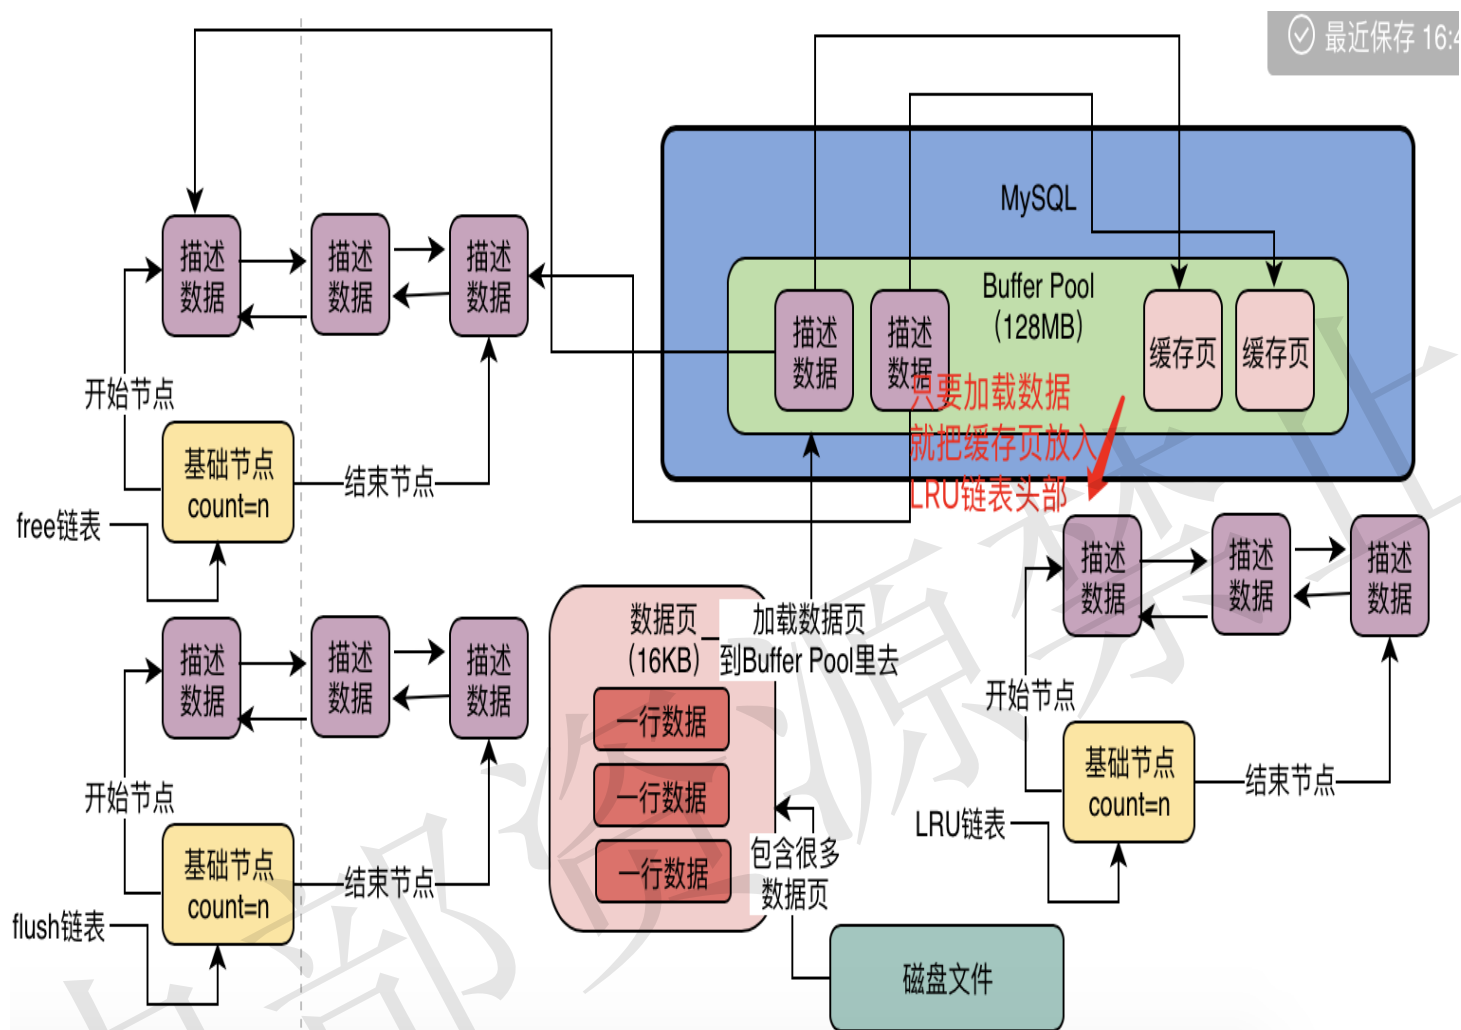 最近保存 16:4
MySQL
Buffer Pool
(128MB)
描述
数据
描述
数据
缓存页
缓存页
只要加载数据
就把缓存页放入
LRU链表头部
描述
数据
描述
数据
描述
数据
开始节点
基础节点
count=n
结束节点
free链表
描述
数据
描述
数据
描述
数据
开始节点
基础节点
count=n
结束节点
flush链表
数据页
(16KB)
一行数据
一行数据
一行数据
加载数据页
到Buffer Pool里去
包含很多
数据页
磁盘文件
描述
数据
描述
数据
描述
数据
开始节点
基础节点
count=n
结束节点
LRU链表
内部资源禁止